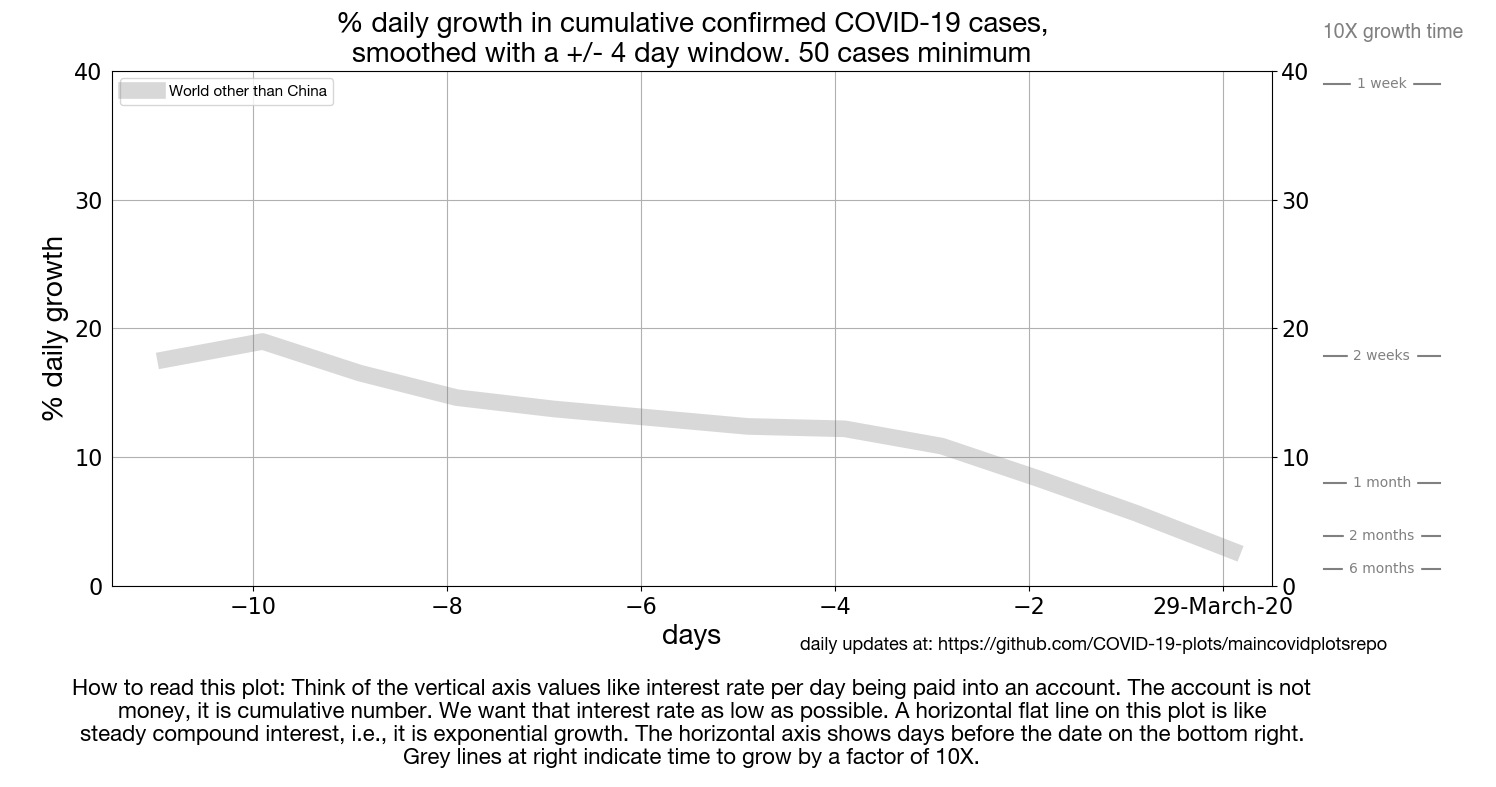 % daily growth in cumulative confirmed COVID-19 cases,
smoothed with a +/- 4 day window. 50 cases minimum
10X growth time
40
40
1 week
World other than China
30
30
% daily growth
20
20
2 weeks
10
10
1 month
2 months
6 months
0
0
−10
−8
−6
−4
−2
29-March-20
days
daily updates at: https://github.com/COVID-19-plots/maincovidplotsrepo
How to read this plot: Think of the vertical axis values like interest rate per day being paid into an account. The account is not
money, it is cumulative number. We want that interest rate as low as possible. A horizontal flat line on this plot is like
steady compound interest, i.e., it is exponential growth. The horizontal axis shows days before the date on the bottom right.
Grey lines at right indicate time to grow by a factor of 10X.